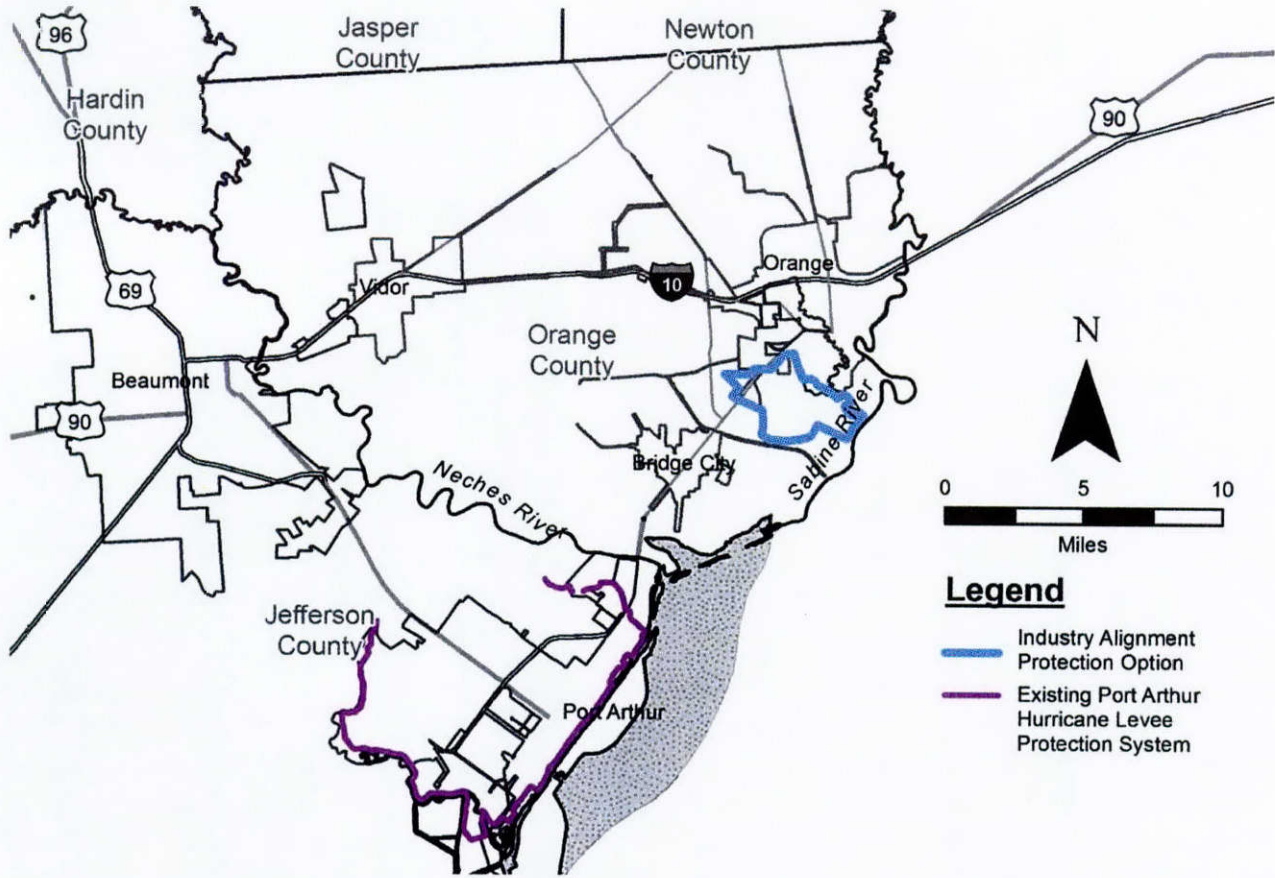 96
Jasper
County
Newton
County
Hardin
County
90
69
Vidor
10
Orange
Orange
County
Beaumont
90
Bridge City
Sabine River
Neches River
N
0 5 10
Miles
Legend
Industry Alignment
Protection Option
Existing Port Arthur
Hurricane Levee
Protection System
Jefferson
County
Port Arthur